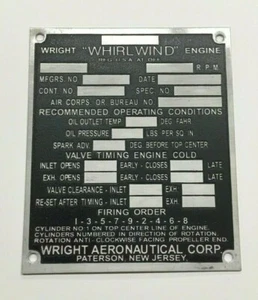 WRIGHT "WHIRLWIND" ENGINE
R.P.M.
MFGRS. NO. DATE
CONT. NO. SPEC. NO.
AIR CORPS OR BUREAU NO.
RECOMMENDED OPERATING CONDITIONS
OIL OUTLET TEMP. DEG. FAHR.
OIL PRESSURE LBS. PER SQ. IN.
SPARK ADV. DEG. BEFORE TOP CENTER
VALVE TIMING ENGINE COLD
INLET OPENS EARLY - CLOSES LATE
EXH. OPENS EARLY - CLOSES LATE
VALVE CLEARANCE - INLET EXH.
RE-SET AFTER TIMING - INLET EXH.
FIRING ORDER
1-3-5-7-9-2-4-6-8
CYLINDER NO. 1 ON TOP CENTER LINE OF ENGINE.
CYLINDERS NUMBERED IN DIRECTION OF ROTATION.
ROTATION ANTI-CLOCKWISE FACING PROPELLER END.
WRIGHT AERONAUTICAL CORP.
PATERSON, NEW JERSEY,